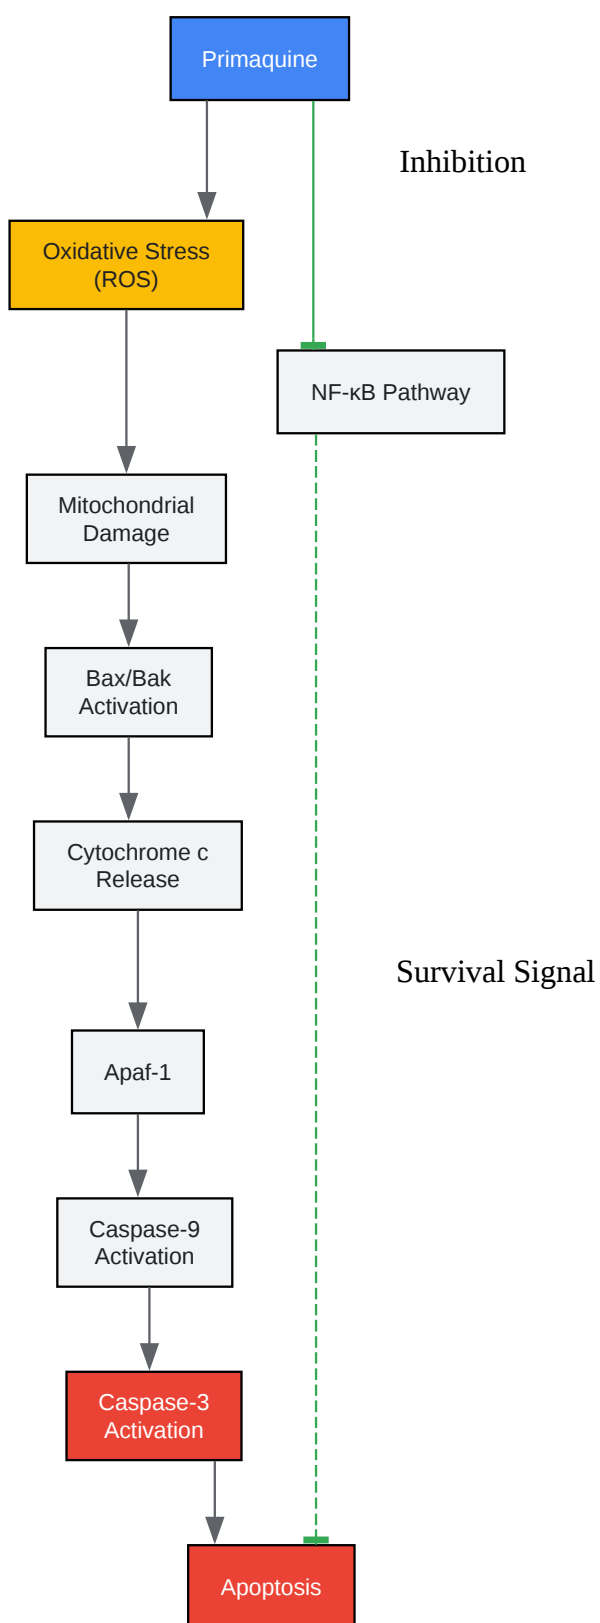 Primaquine
Inhibition
Oxidative Stress
(ROS)
NF-κB Pathway
Mitochondrial
Damage
Bax/Bak
Activation
Cytochrome c
Release
Survival Signal
Apaf-1
Caspase-9
Activation
Caspase-3
Activation
Apoptosis